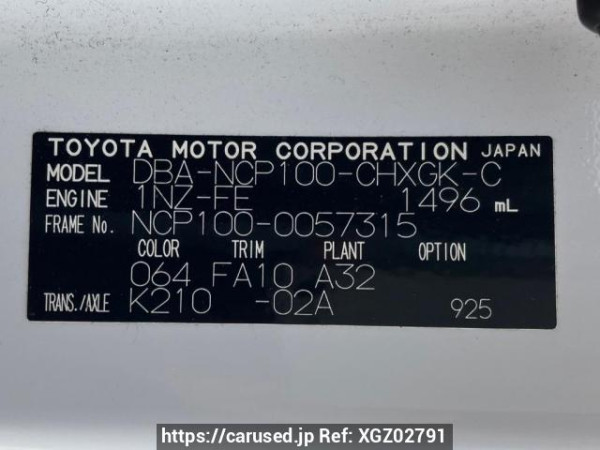 TOYOTA MOTOR CORPORATION JAPAN
MODEL DBA-NCP100-CHXGK-C
ENGINE 1NZ-FE 1496 mL
FRAME No. NCP100-0057315
COLOR TRIM PLANT OPTION
064 FA10 A32
TRANS./AXLE K210 -02A 925
https://carused.jp Ref: XGZ02791